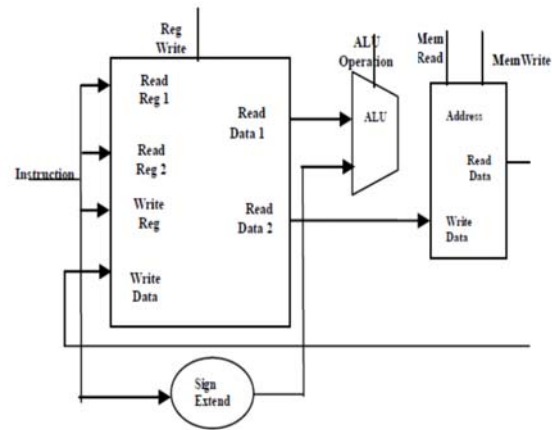 Reg
Write
ALU
Operation
Mem
Read
MemWrite
Read
Reg 1
Read
Data 1
ALU
Address
Instruction
Read
Reg 2
Read
Data
Write
Reg
Read
Data 2
Write
Data
Write
Data
Sign
Extend